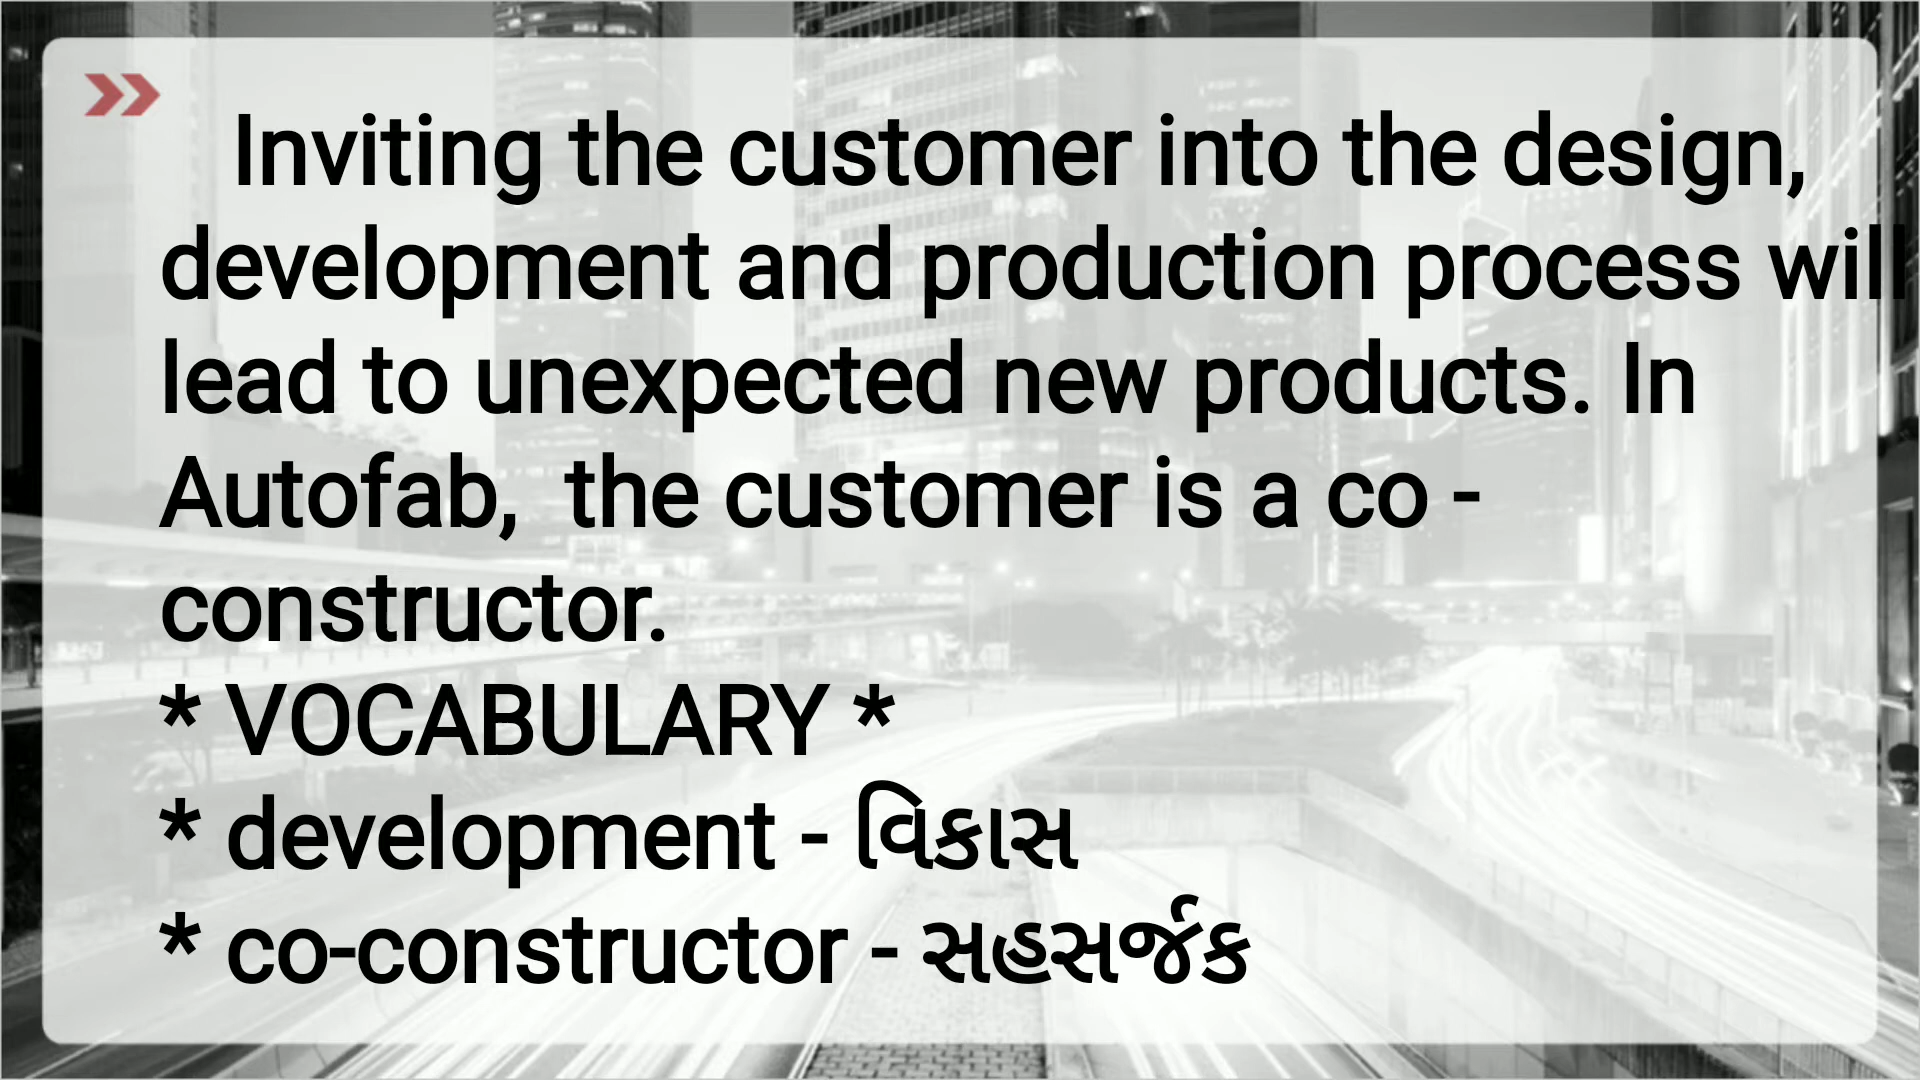 Inviting the customer into the design,
development and production process will
lead to unexpected new products. In
Autofab,  the customer is a co -
constructor.
* VOCABULARY *
* development - વિકાસ
* co-constructor - સહસર્જક